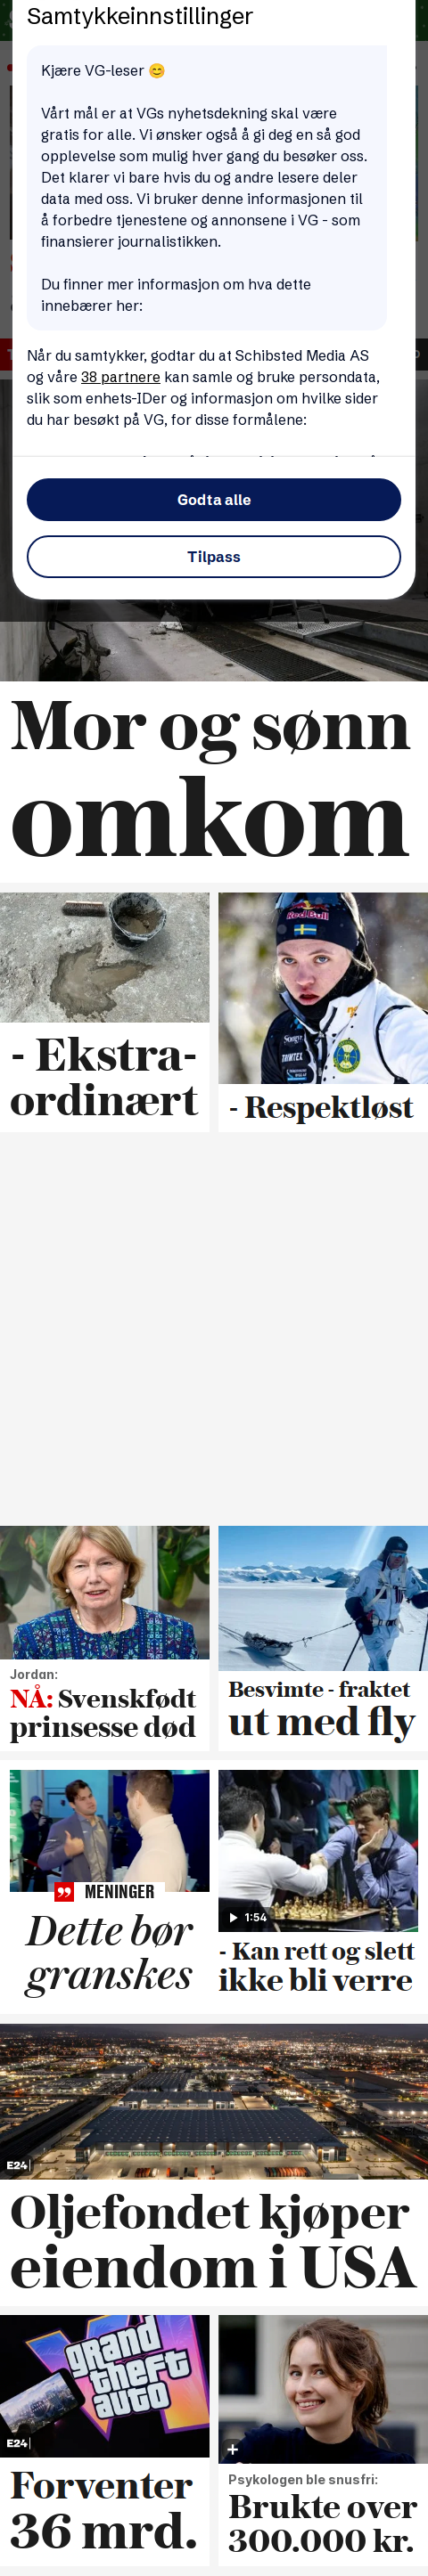 Samtykkeinnstillinger
Kjære VG-leser 😊
Vårt mål er at VGs nyhetsdekning skal være
gratis for alle. Vi ønsker også å gi deg en så god
opplevelse som mulig hver gang du besøker oss.
Det klarer vi bare hvis du og andre lesere deler
data med oss. Vi bruker denne informasjonen til
å forbedre tjenestene og annonsene i VG - som
finansierer journalistikken.
Du finner mer informasjon om hva dette
innebærer her:
Når du samtykker, godtar du at Schibsted Media AS
og våre 38 partnere kan samle og bruke persondata,
slik som enhets-IDer og informasjon om hvilke sider
du har besøkt på VG, for disse formålene:
Godta alle
Tilpass
Mor og sønn
omkom
- Ekstra-
ordinært
Red Bull
- Respektløst
Jordan:
NÅ: Svenskfødt
prinsesse død
Besvimte - fraktet
ut med fly
MENINGER
Dette bør
granskes
1:54
- Kan rett og slett
ikke bli verre
E24
Oljefondet kjøper
eiendom i USA
grand
theft
auto
E24
Forventer
36 mrd.
Psykologen ble snusfri:
Brukte over
300.000 kr.